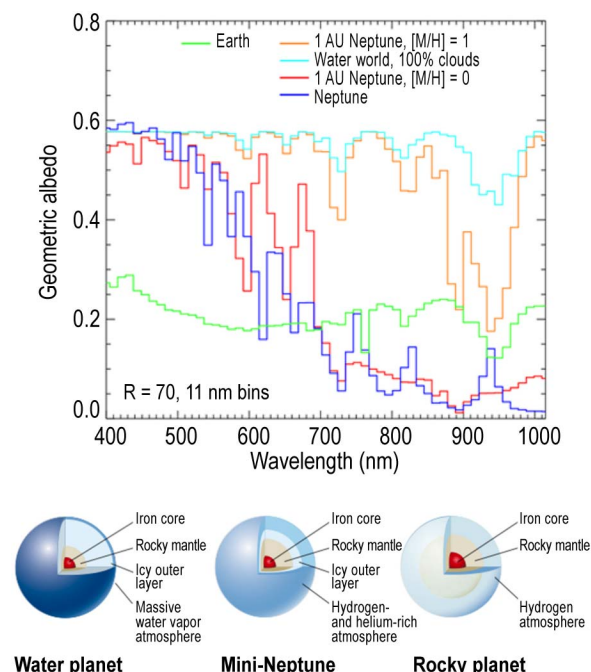 0.8
0.6
0.4
0.2
0.0
Geometric albedo
Earth
1 AU Neptune, [M/H] = 1
Water world, 100% clouds
1 AU Neptune, [M/H] = 0
Neptune
R = 70, 11 nm bins
400 500 600 700 800 900 1000
Wavelength (nm)
Iron core
Rocky mantle
Icy outer
layer
Massive
water vapor
atmosphere
Water planet
Iron core
Rocky mantle
Icy outer
layer
Hydrogen-
and helium-rich
atmosphere
Mini-Neptune
Iron core
Rocky mantle
Hydrogen
atmosphere
Rocky planet